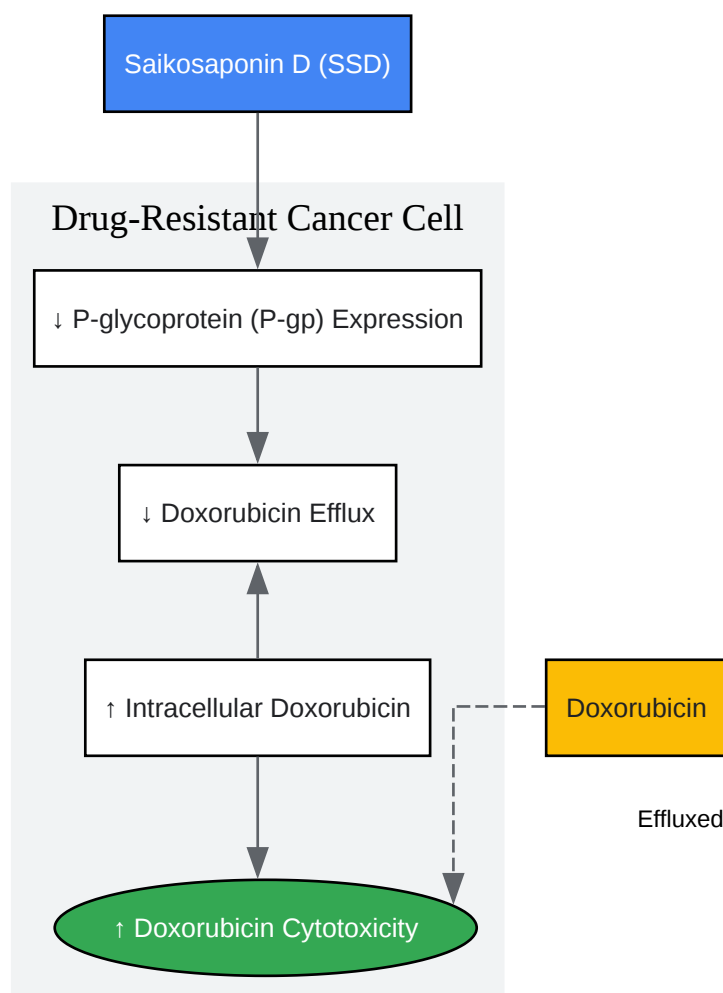 Saikosaponin D (SSD)
Drug-Resistant Cancer Cell
↓ P-glycoprotein (P-gp) Expression
↓ Doxorubicin Efflux
↑ Intracellular Doxorubicin
Doxorubicin
Effluxed
↑ Doxorubicin Cytotoxicity